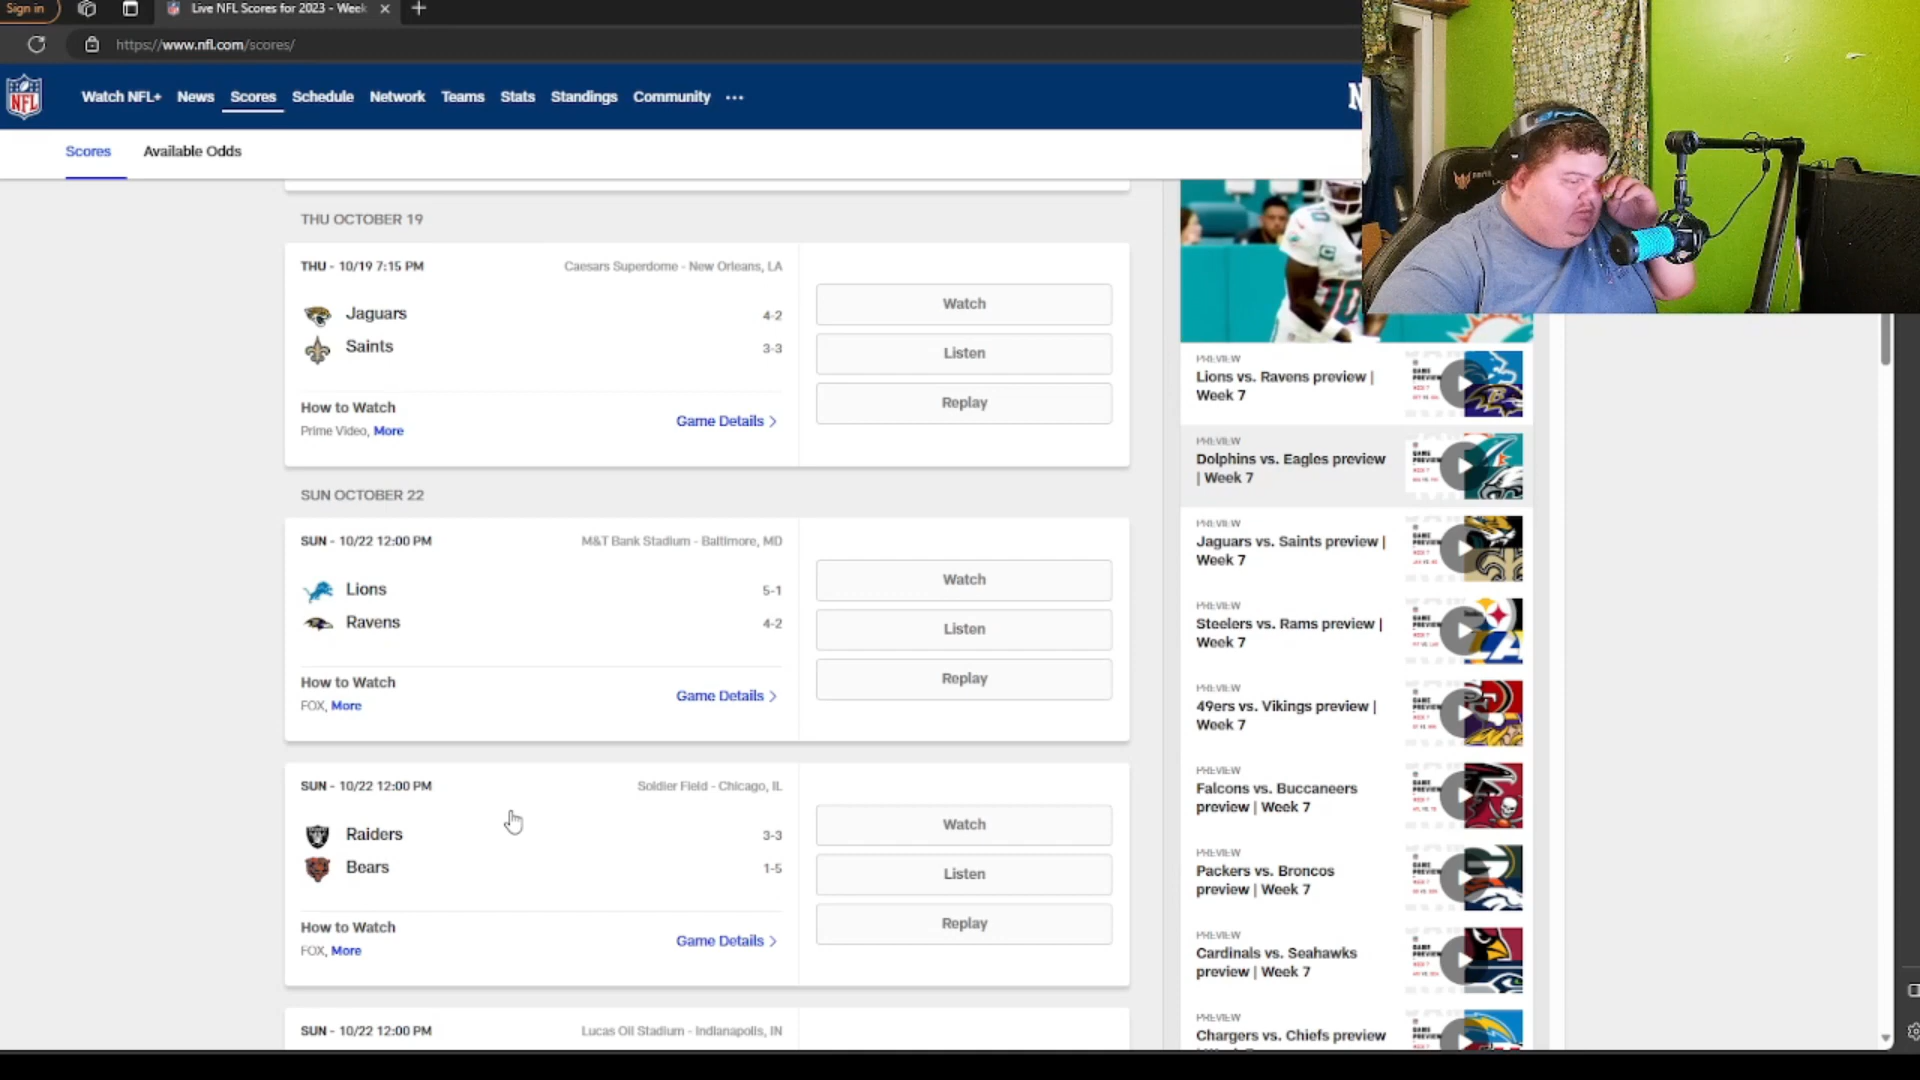 Sign in
Live NFL Scores for 2023 - Week
https://www.nfl.com/scores/
NFL
Watch NFL+ News Scores Schedule Network Teams Stats Standings Community
Scores Available Odds
THU OCTOBER 19
THU - 10/19 7:15 PM Caesars Superdome - New Orleans, LA
Jaguars 4-2
Saints 3-3
How to Watch
Prime Video, More
Game Details
Watch
Listen
Replay
SUN OCTOBER 22
SUN - 10/22 12:00 PM M&T Bank Stadium - Baltimore, MD
Lions 5-1
Ravens 4-2
How to Watch
FOX, More
Game Details
Watch
Listen
Replay
SUN - 10/22 12:00 PM Soldier Field - Chicago, IL
Raiders 3-3
Bears 1-5
How to Watch
FOX, More
Game Details
Watch
Listen
Replay
SUN - 10/22 12:00 PM Lucas Oil Stadium - Indianapolis, IN
PREVIEW
Lions vs. Ravens preview |
Week 7
PREVIEW
Dolphins vs. Eagles preview
| Week 7
PREVIEW
Jaguars vs. Saints preview |
Week 7
PREVIEW
Steelers vs. Rams preview |
Week 7
PREVIEW
49ers vs. Vikings preview |
Week 7
PREVIEW
Falcons vs. Buccaneers
preview | Week 7
PREVIEW
Packers vs. Broncos
preview | Week 7
PREVIEW
Cardinals vs. Seahawks
preview | Week 7
PREVIEW
Chargers vs. Chiefs preview